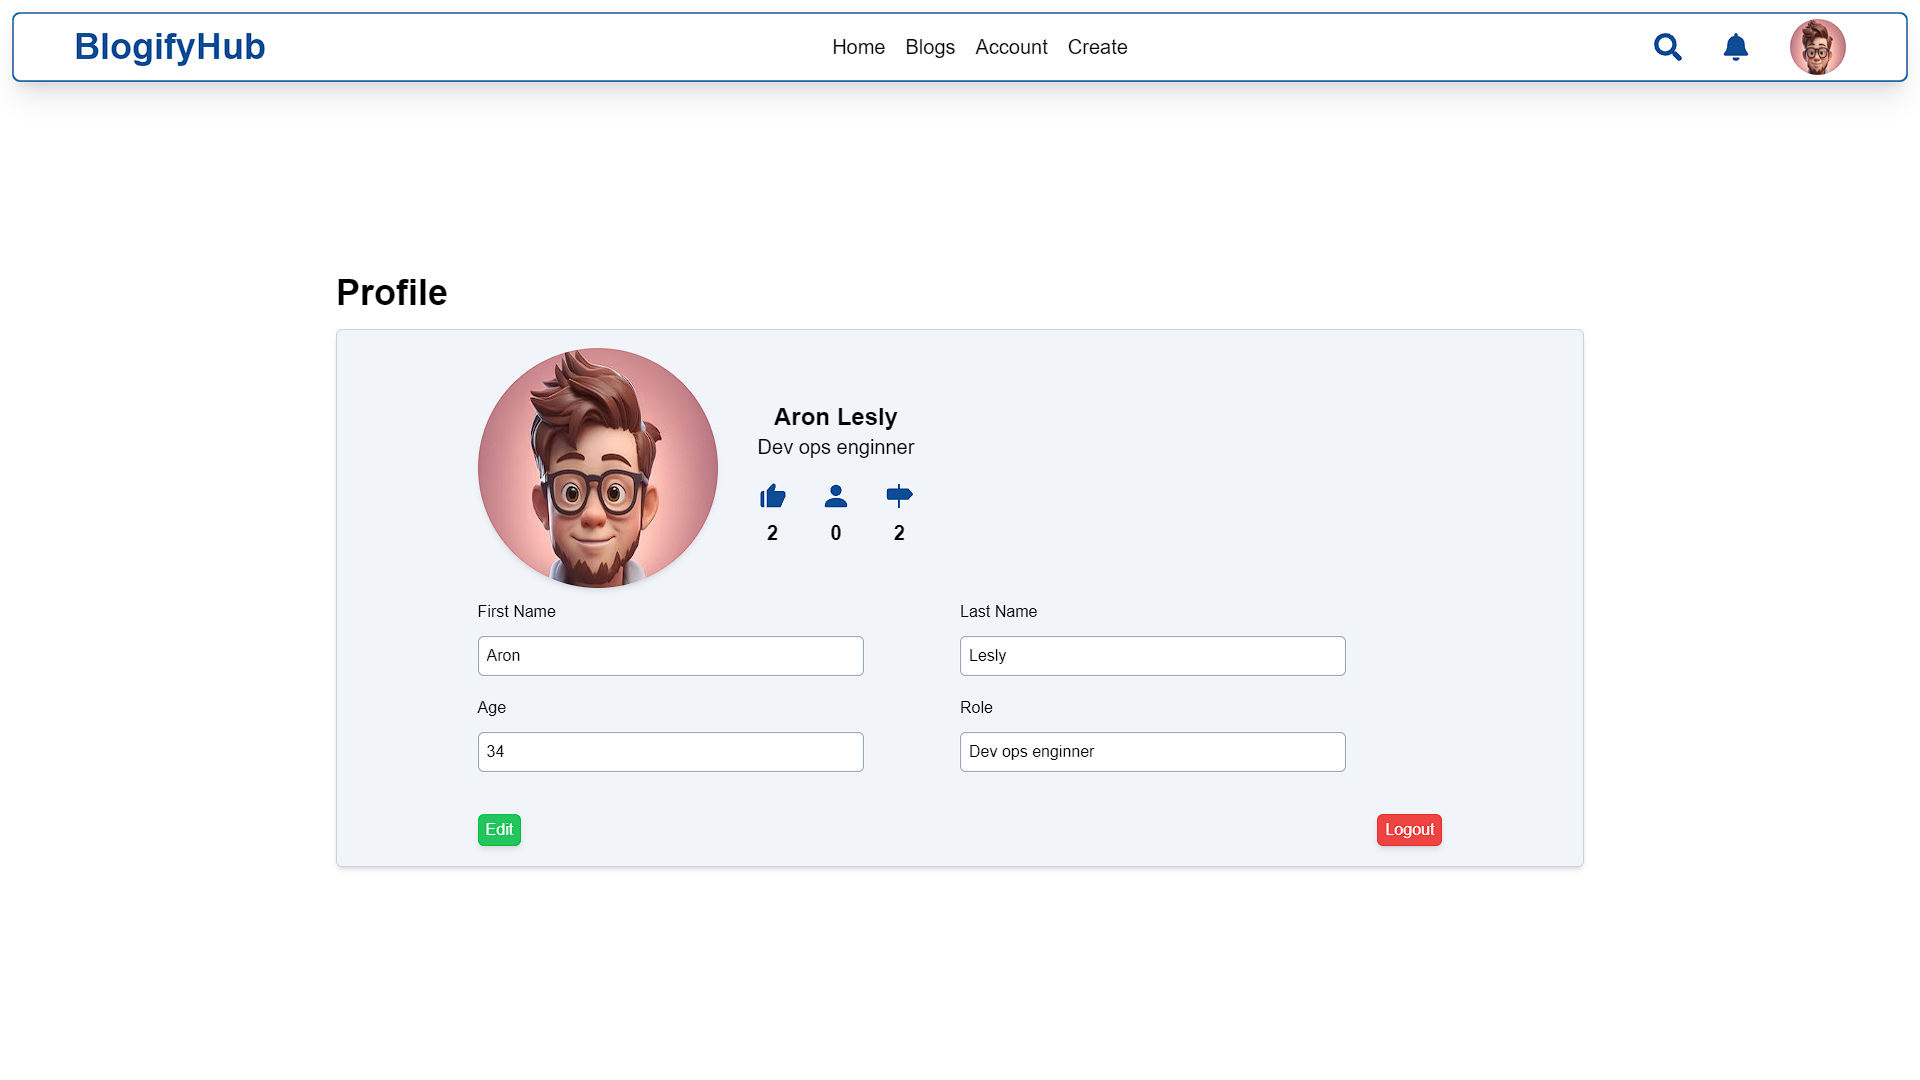 BlogifyHub
Home Blogs Account Create
Profile
Aron Lesly
Dev ops enginner
2 0 2
First Name Last Name
Aron Lesly
Age Role
34 Dev ops enginner
Edit Logout